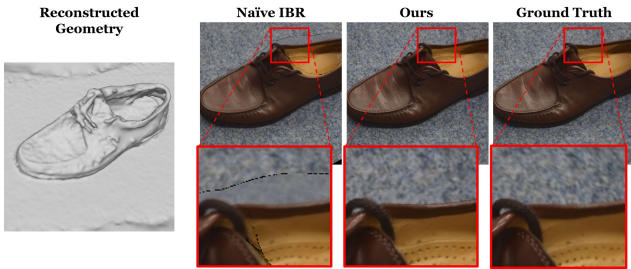 Reconstructed
Geometry
Naïve IBR
Ours
Ground Truth